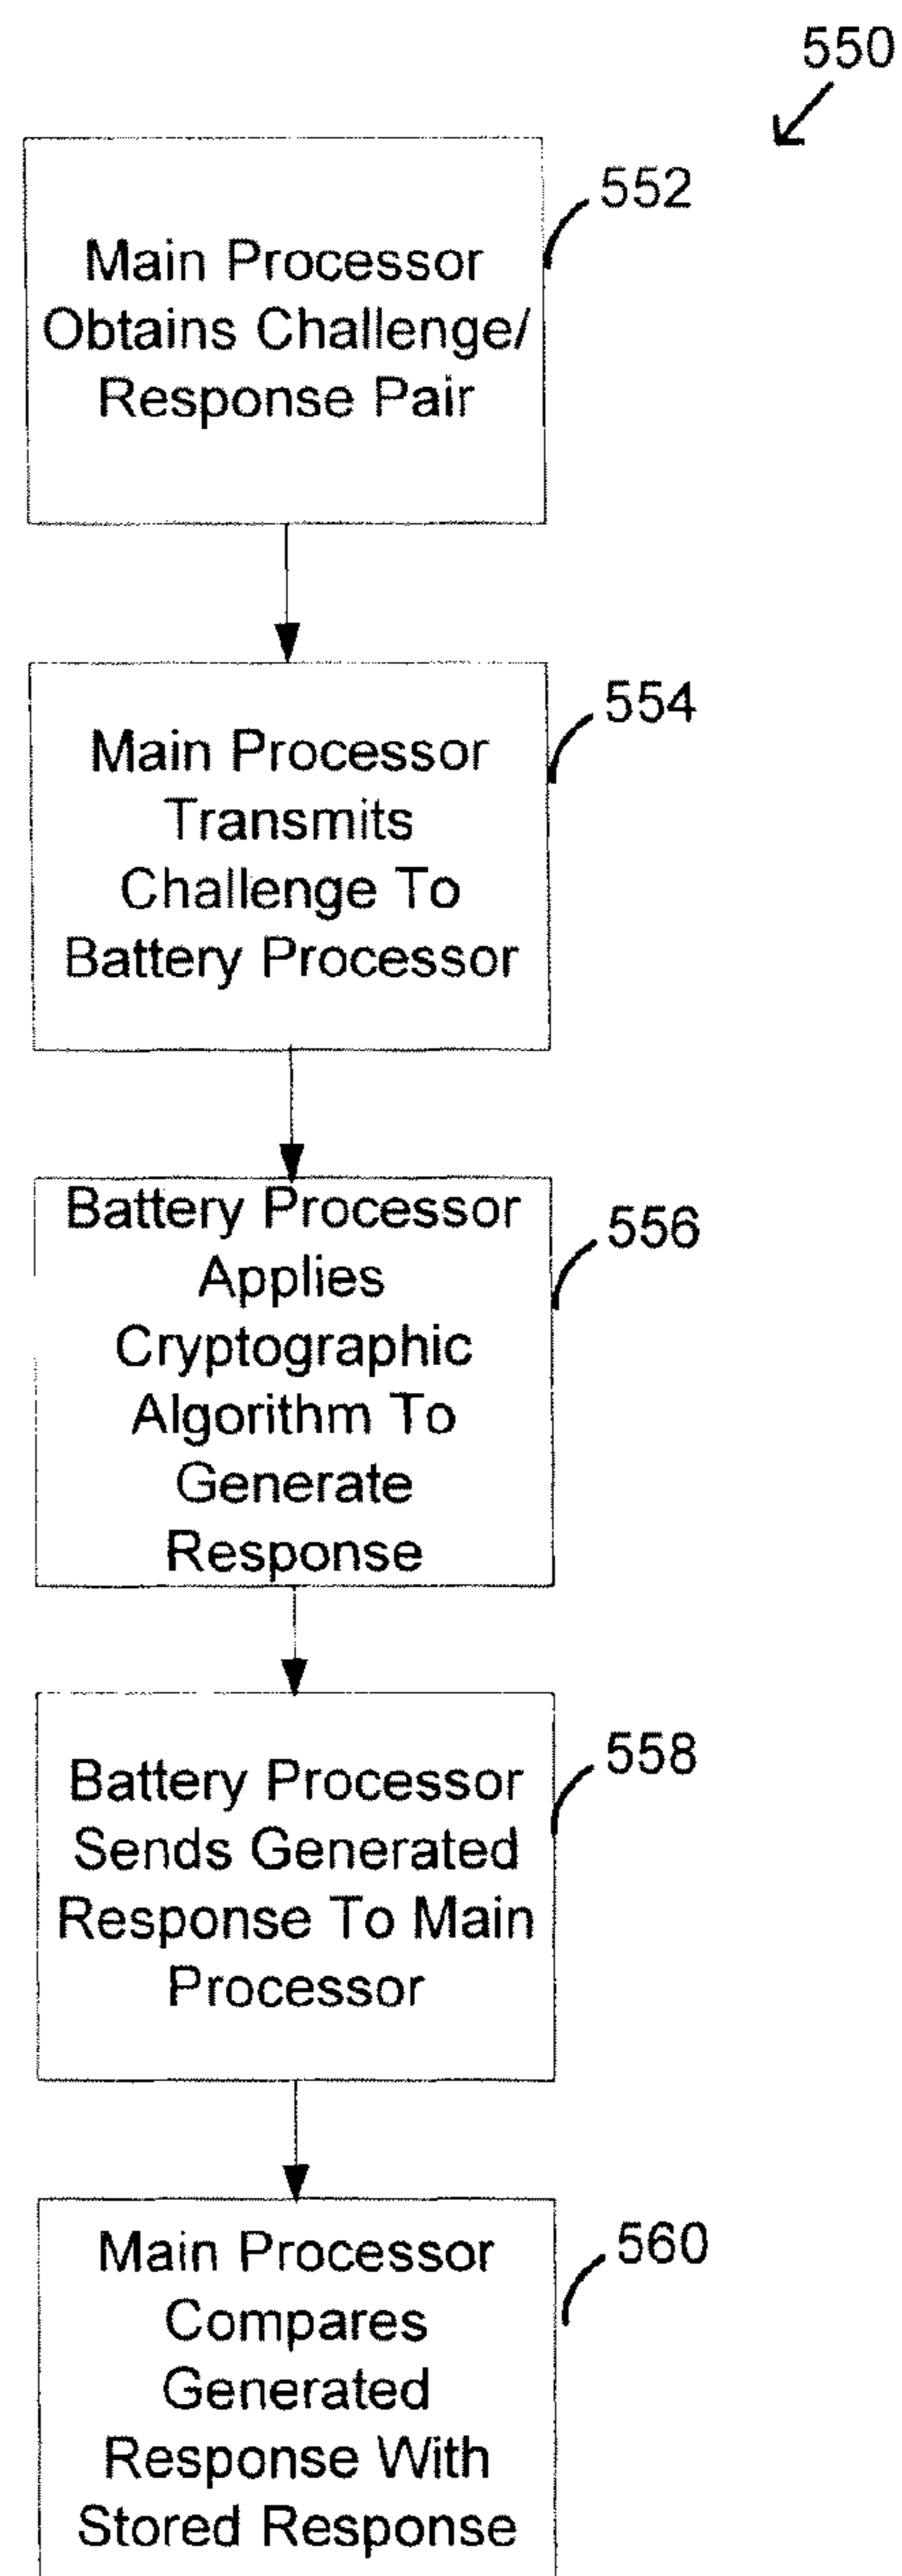 550
552
Main Processor
Obtains Challenge/
Response Pair
554
Main Processor
Transmits
Challenge To
Battery Processor
556
Battery Processor
Applies
Cryptographic
Algorithm To
Generate
Response
558
Battery Processor
Sends Generated
Response To Main
Processor
560
Main Processor
Compares
Generated
Response With
Stored Response